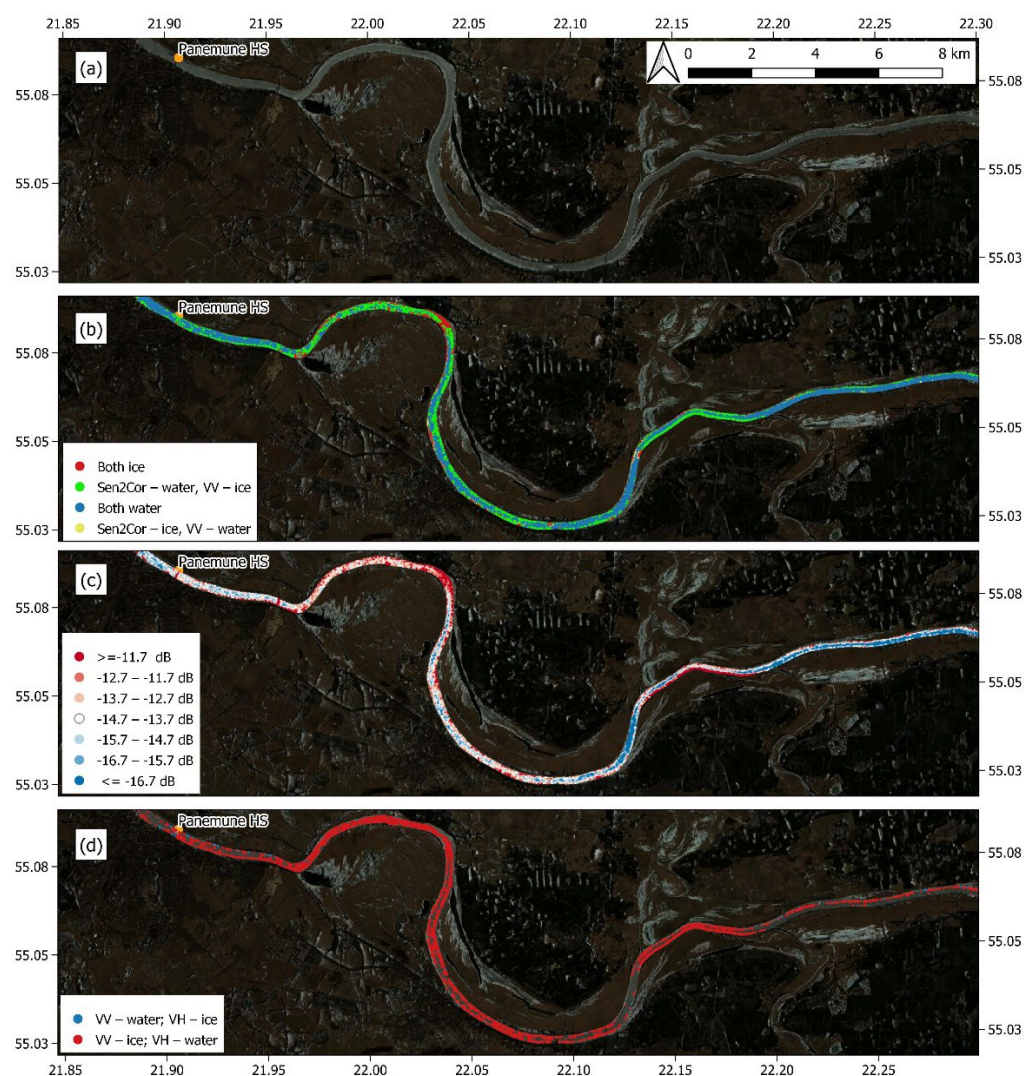 21.85 21.90 21.95 22.00 22.05 22.10 22.15 22.20 22.25 22.30
Panemune HS
0 2 4 6 8 km
(a)
55.08 55.08
55.05 55.05
55.03 55.03
Panemune HS
(b)
55.08 55.08
55.05 55.05
Both ice
Sen2Cor – water, VV – ice
Both water
Sen2Cor – ice, VV – water
55.03 55.03
Panemune HS
(c)
55.08 55.08
>=-11.7 dB
-12.7 – -11.7 dB
55.05 55.05
-13.7 – -12.7 dB
-14.7 – -13.7 dB
-15.7 – -14.7 dB
-16.7 – -15.7 dB
55.03 55.03
<= -16.7 dB
Panemune HS
(d)
55.08 55.08
55.05 55.05
VV – water; VH – ice
VV – ice; VH – water
55.03 55.03
21.85 21.90 21.95 22.00 22.05 22.10 22.15 22.20 22.25